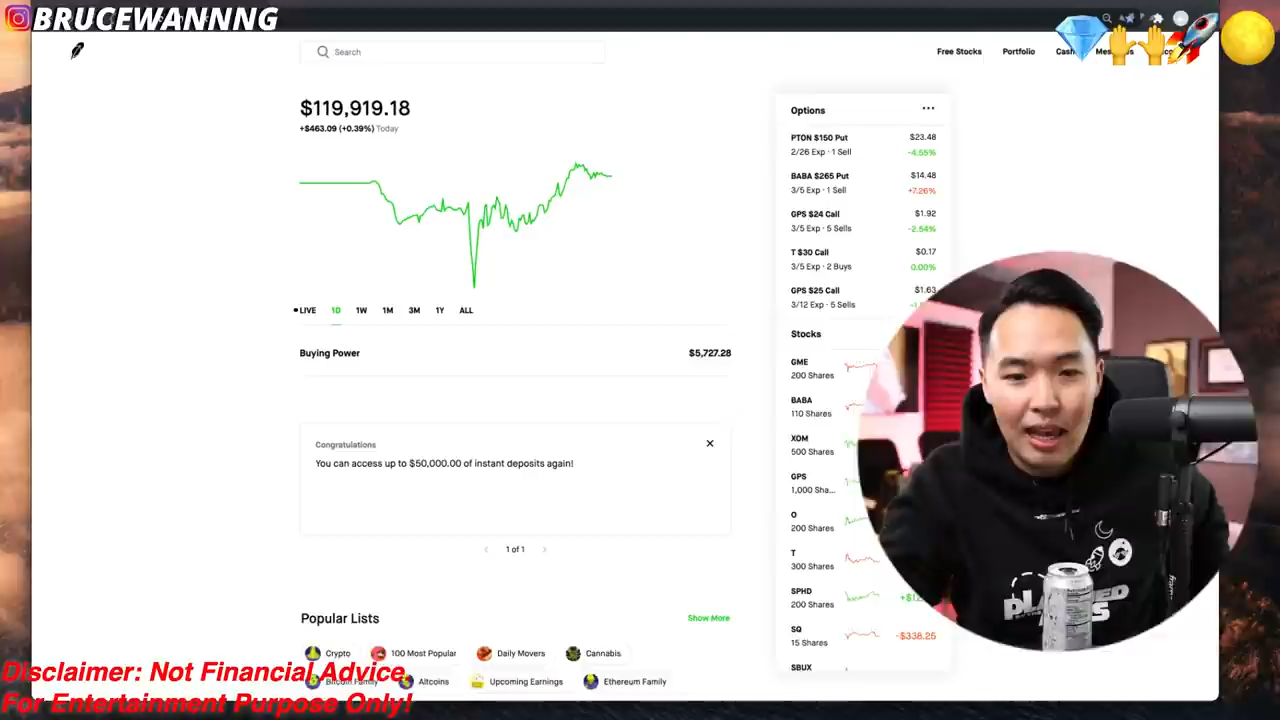 BRUCEWANNNG
Search
Free Stocks
Portfolio
Cash
$119,919.18
+$463.09 (+0.39%) Today
LIVE
1D
1W
1M
3M
1Y
ALL
Buying Power
$5,727.28
Congratulations
You can access up to $50,000.00 of instant deposits again!
1 of 1
Popular Lists
Show More
Crypto
100 Most Popular
Daily Movers
Cannabis
Bitcoin Family
Altcoins
Upcoming Earnings
Ethereum Family
Options
PTON $150 Put
$23.48
2/26 Exp · 1 Sell
-4.55%
BABA $265 Put
$14.48
3/5 Exp · 1 Sell
+7.26%
GPS $24 Call
$1.92
3/5 Exp · 5 Sells
-2.54%
T $30 Call
$0.17
3/5 Exp · 2 Buys
0.00%
GPS $25 Call
$1.63
3/12 Exp · 5 Sells
Stocks
GME
200 Shares
BABA
110 Shares
XOM
500 Shares
GPS
1,000 Sha...
O
200 Shares
T
300 Shares
SPHD
200 Shares
SQ
15 Shares
-$338.25
SBUX
Disclaimer: Not Financial Advice
For Entertainment Purpose Only!